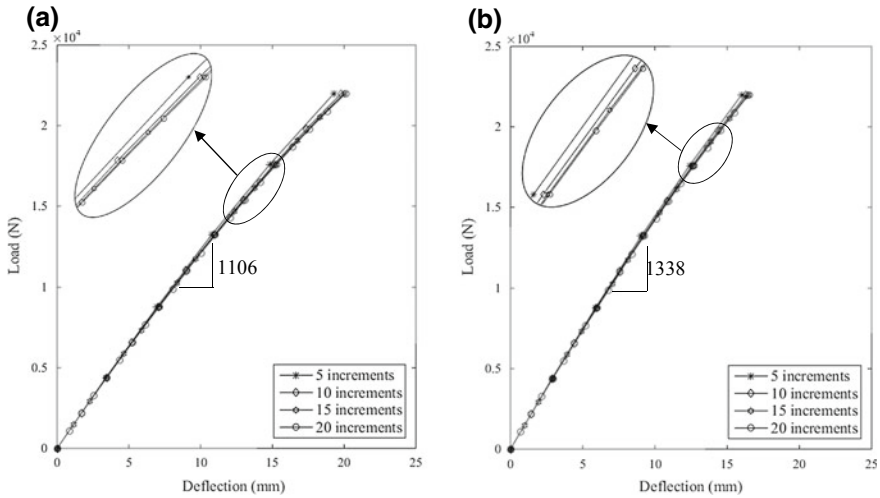 (a)
×10⁴
2.5
2
1.5
1
0.5
0
Load (N)
1106
5 increments
10 increments
15 increments
20 increments
0 5 10 15 20 25
Deflection (mm)
(b)
×10⁴
2.5
2
1.5
1
0.5
0
Load (N)
1338
5 increments
10 increments
15 increments
20 increments
0 5 10 15 20 25
Deflection (mm)